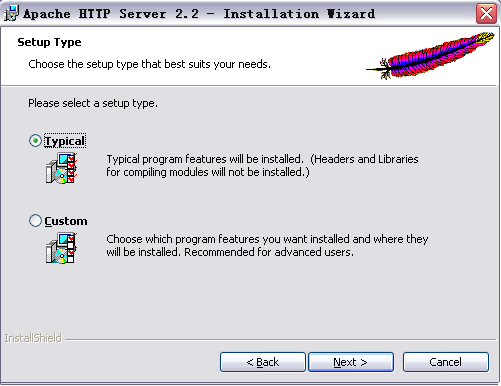 Apache HTTP Server 2.2 - Installation Wizard
Setup Type
Choose the setup type that best suits your needs.
Please select a setup type.
Typical
Typical program features will be installed. (Headers and Libraries
for compiling modules will not be installed.)
Custom
Choose which program features you want installed and where they
will be installed. Recommended for advanced users.
InstallShield
< Back
Next >
Cancel